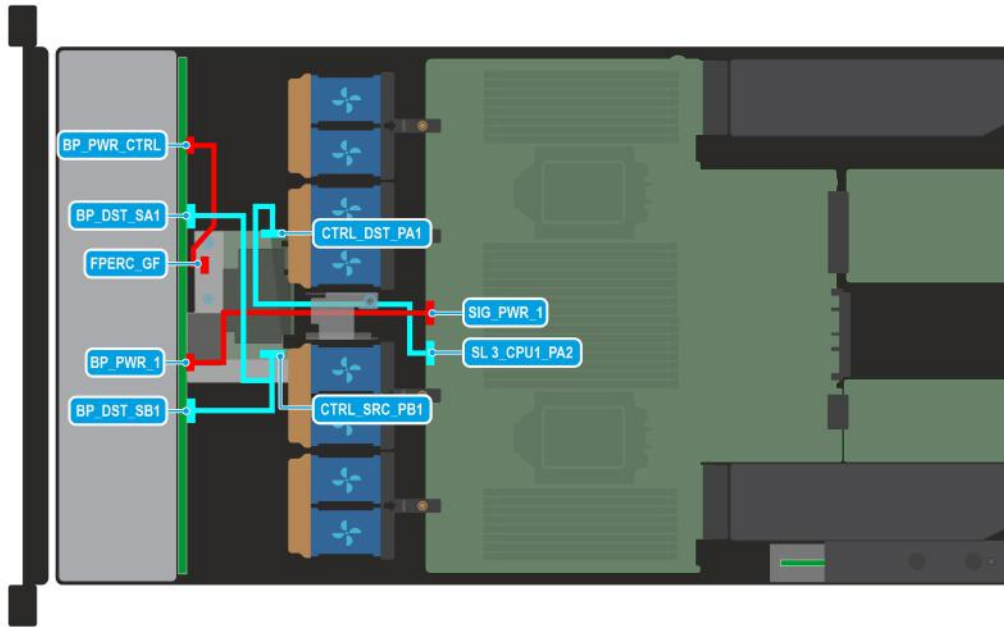 BP_PWR_CTRL
BP_DST_SA1
CTRL_DST_PA1
FPERC_GF
SIG_PWR_1
SL 3_CPU1_PA2
BP_PWR_1
BP_DST_SB1
CTRL_SRC_PB1